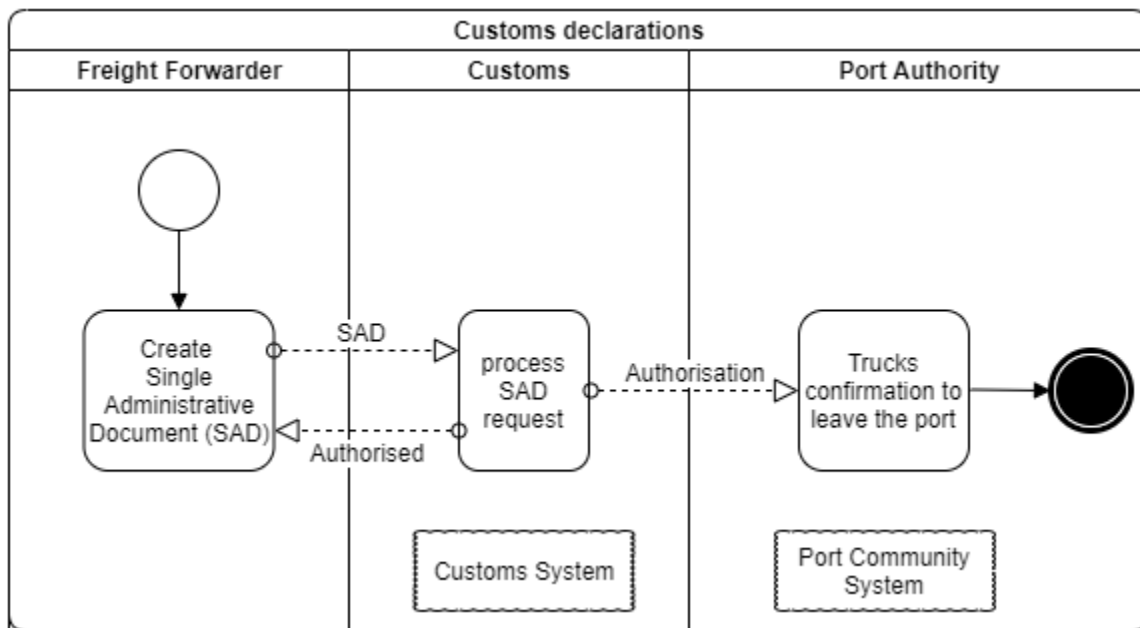 Customs declarations
Freight Forwarder
Customs
Port Authority
Create
Single
Administrative
Document (SAD)
SAD
Authorised
process
SAD
request
Authorisation
Trucks
confirmation to
leave the port
Customs System
Port Community
System